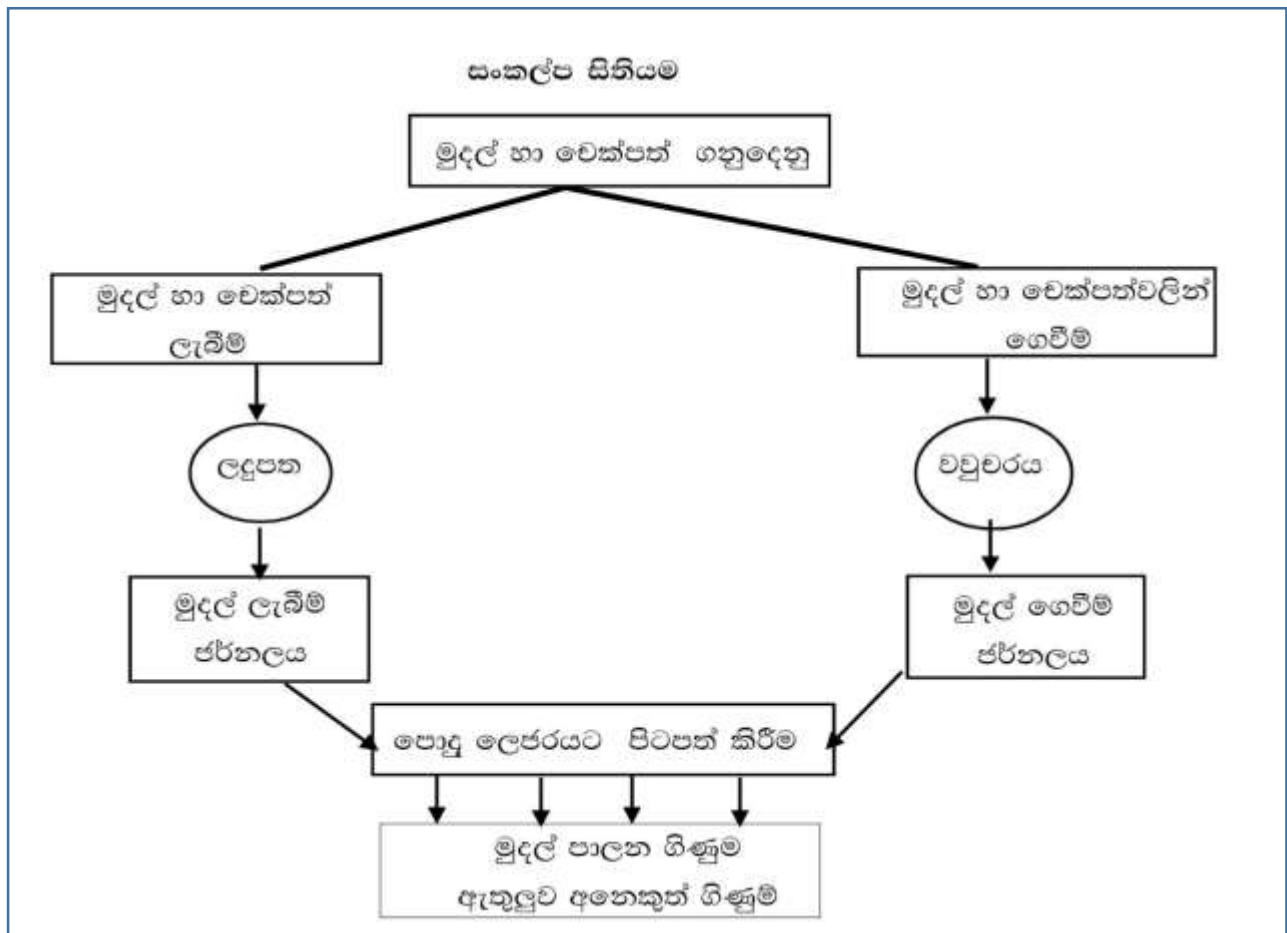 සංකල්ප සිතියම
මුදල් හා චෙක්පත් ගනුදෙනු
මුදල් හා චෙක්පත්
ලැබීම්
මුදල් හා චෙක්පත්වලින්
ගෙවීම්
ලදුපත
වවුචරය
මුදල් ලැබීම්
ජර්නලය
මුදල් ගෙවීම්
ජර්නලය
පොදු ලෙජරයට පිටපත් කිරීම
මුදල් පාලන ගිණුම
ඇතුලුව අනෙකුත් ගිණුම්